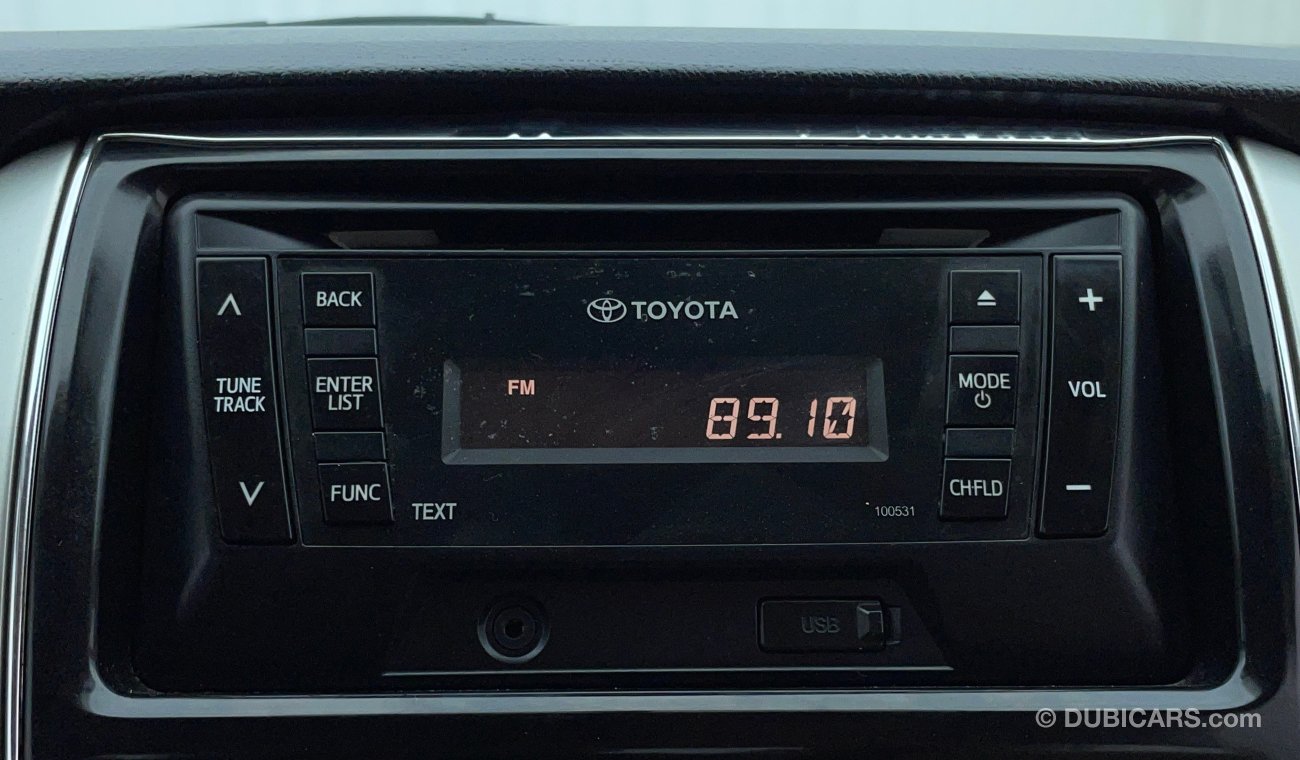 BACK
TOYOTA
TUNE
TRACK
ENTER
LIST
FM
MODE
VOL
89.10
FUNC
TEXT
CH·FLD
100531
USB
© DUBICARS.com